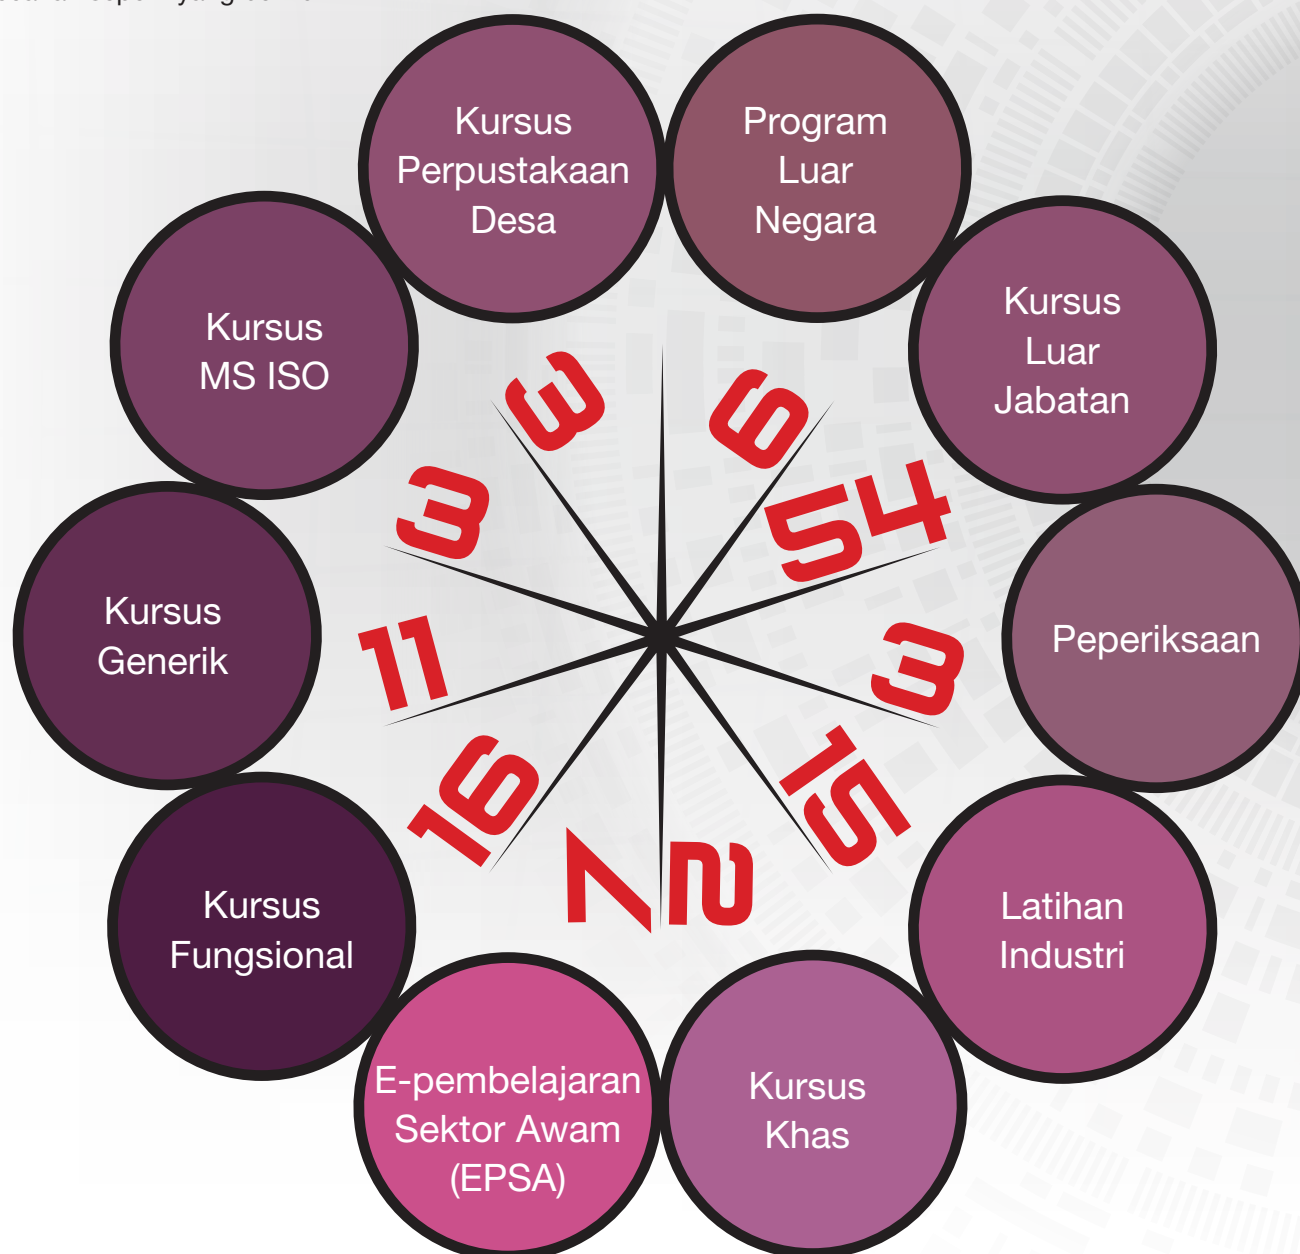 Kursus
Perpustakaan
Desa
Program
Luar
Negara
Kursus
Luar
Jabatan
Kursus
MS ISO
3
6
54
3
Kursus
Generik
11
3
Peperiksaan
15
16
7
2
Kursus
Fungsional
Latihan
Industri
E-pembelajaran
Sektor Awam
(EPSA)
Kursus
Khas